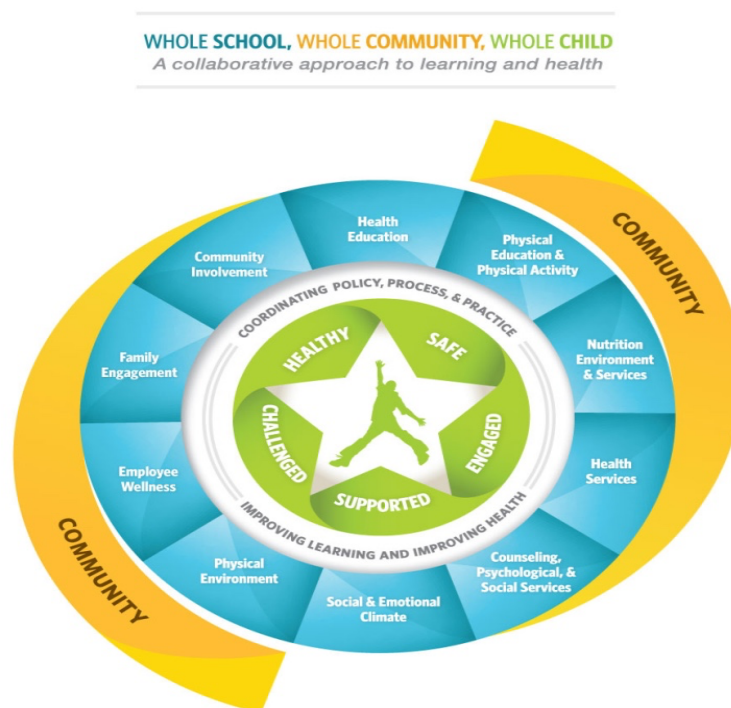 WHOLE SCHOOL, WHOLE COMMUNITY, WHOLE CHILD
A collaborative approach to learning and health
COMMUNITY
Health
Education
Physical
Education &
Physical Activity
Nutrition
Environment
& Services
Health
Services
Counseling,
Psychological, &
Social Services
Social & Emotional
Climate
Physical
Environment
Employee
Wellness
Family
Engagement
Community
Involvement
COORDINATING POLICY, PROCESS, & PRACTICE
IMPROVING LEARNING AND IMPROVING HEALTH
HEALTHY
SAFE
ENGAGED
SUPPORTED
CHALLENGED
COMMUNITY